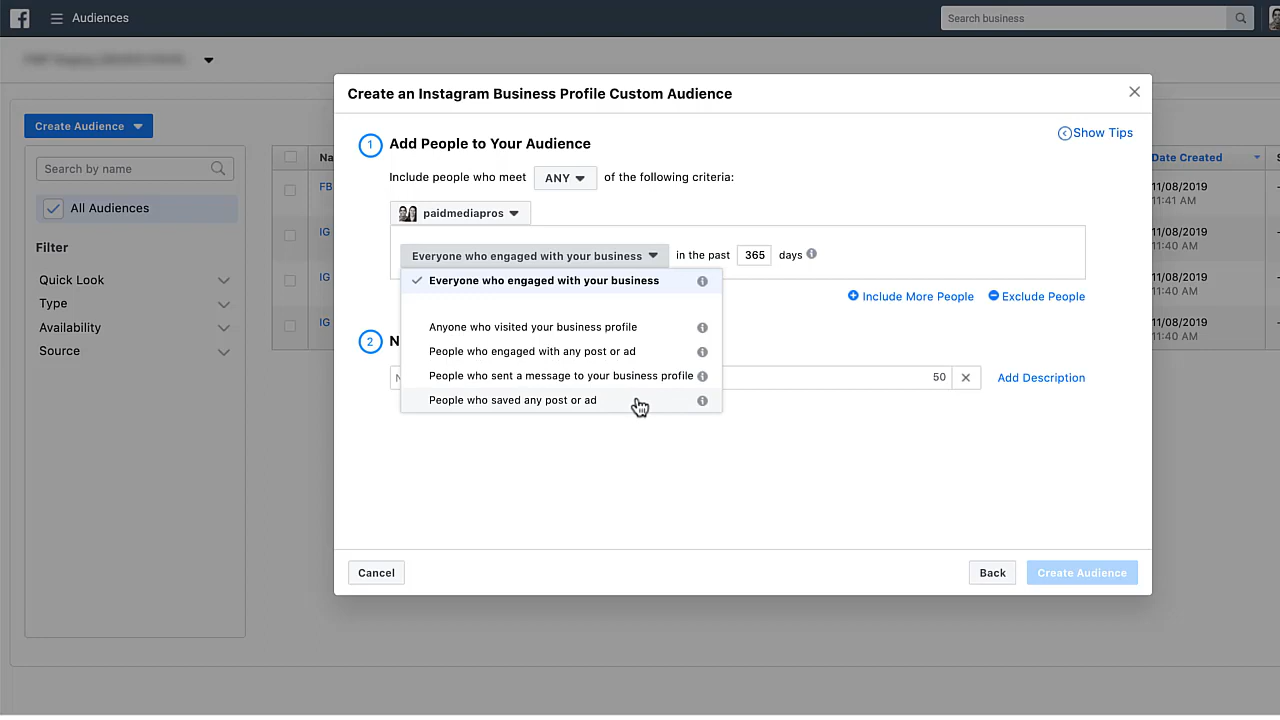 Audiences
Search business
Create an Instagram Business Profile Custom Audience
Show Tips
1 Add People to Your Audience
Include people who meet ANY of the following criteria:
paidmediapros
Everyone who engaged with your business in the past 365 days
Everyone who engaged with your business
Anyone who visited your business profile
People who engaged with any post or ad
People who sent a message to your business profile
People who saved any post or ad
Include More People Exclude People
2 N
50 Add Description
Cancel Back Create Audience
Create Audience
Search by name
All Audiences
Filter
Quick Look
Type
Availability
Source
Na
FB
IG
IG
IG
Date Created
11/08/2019
11:41 AM
11/08/2019
11:40 AM
11/08/2019
11:40 AM
11/08/2019
11:40 AM